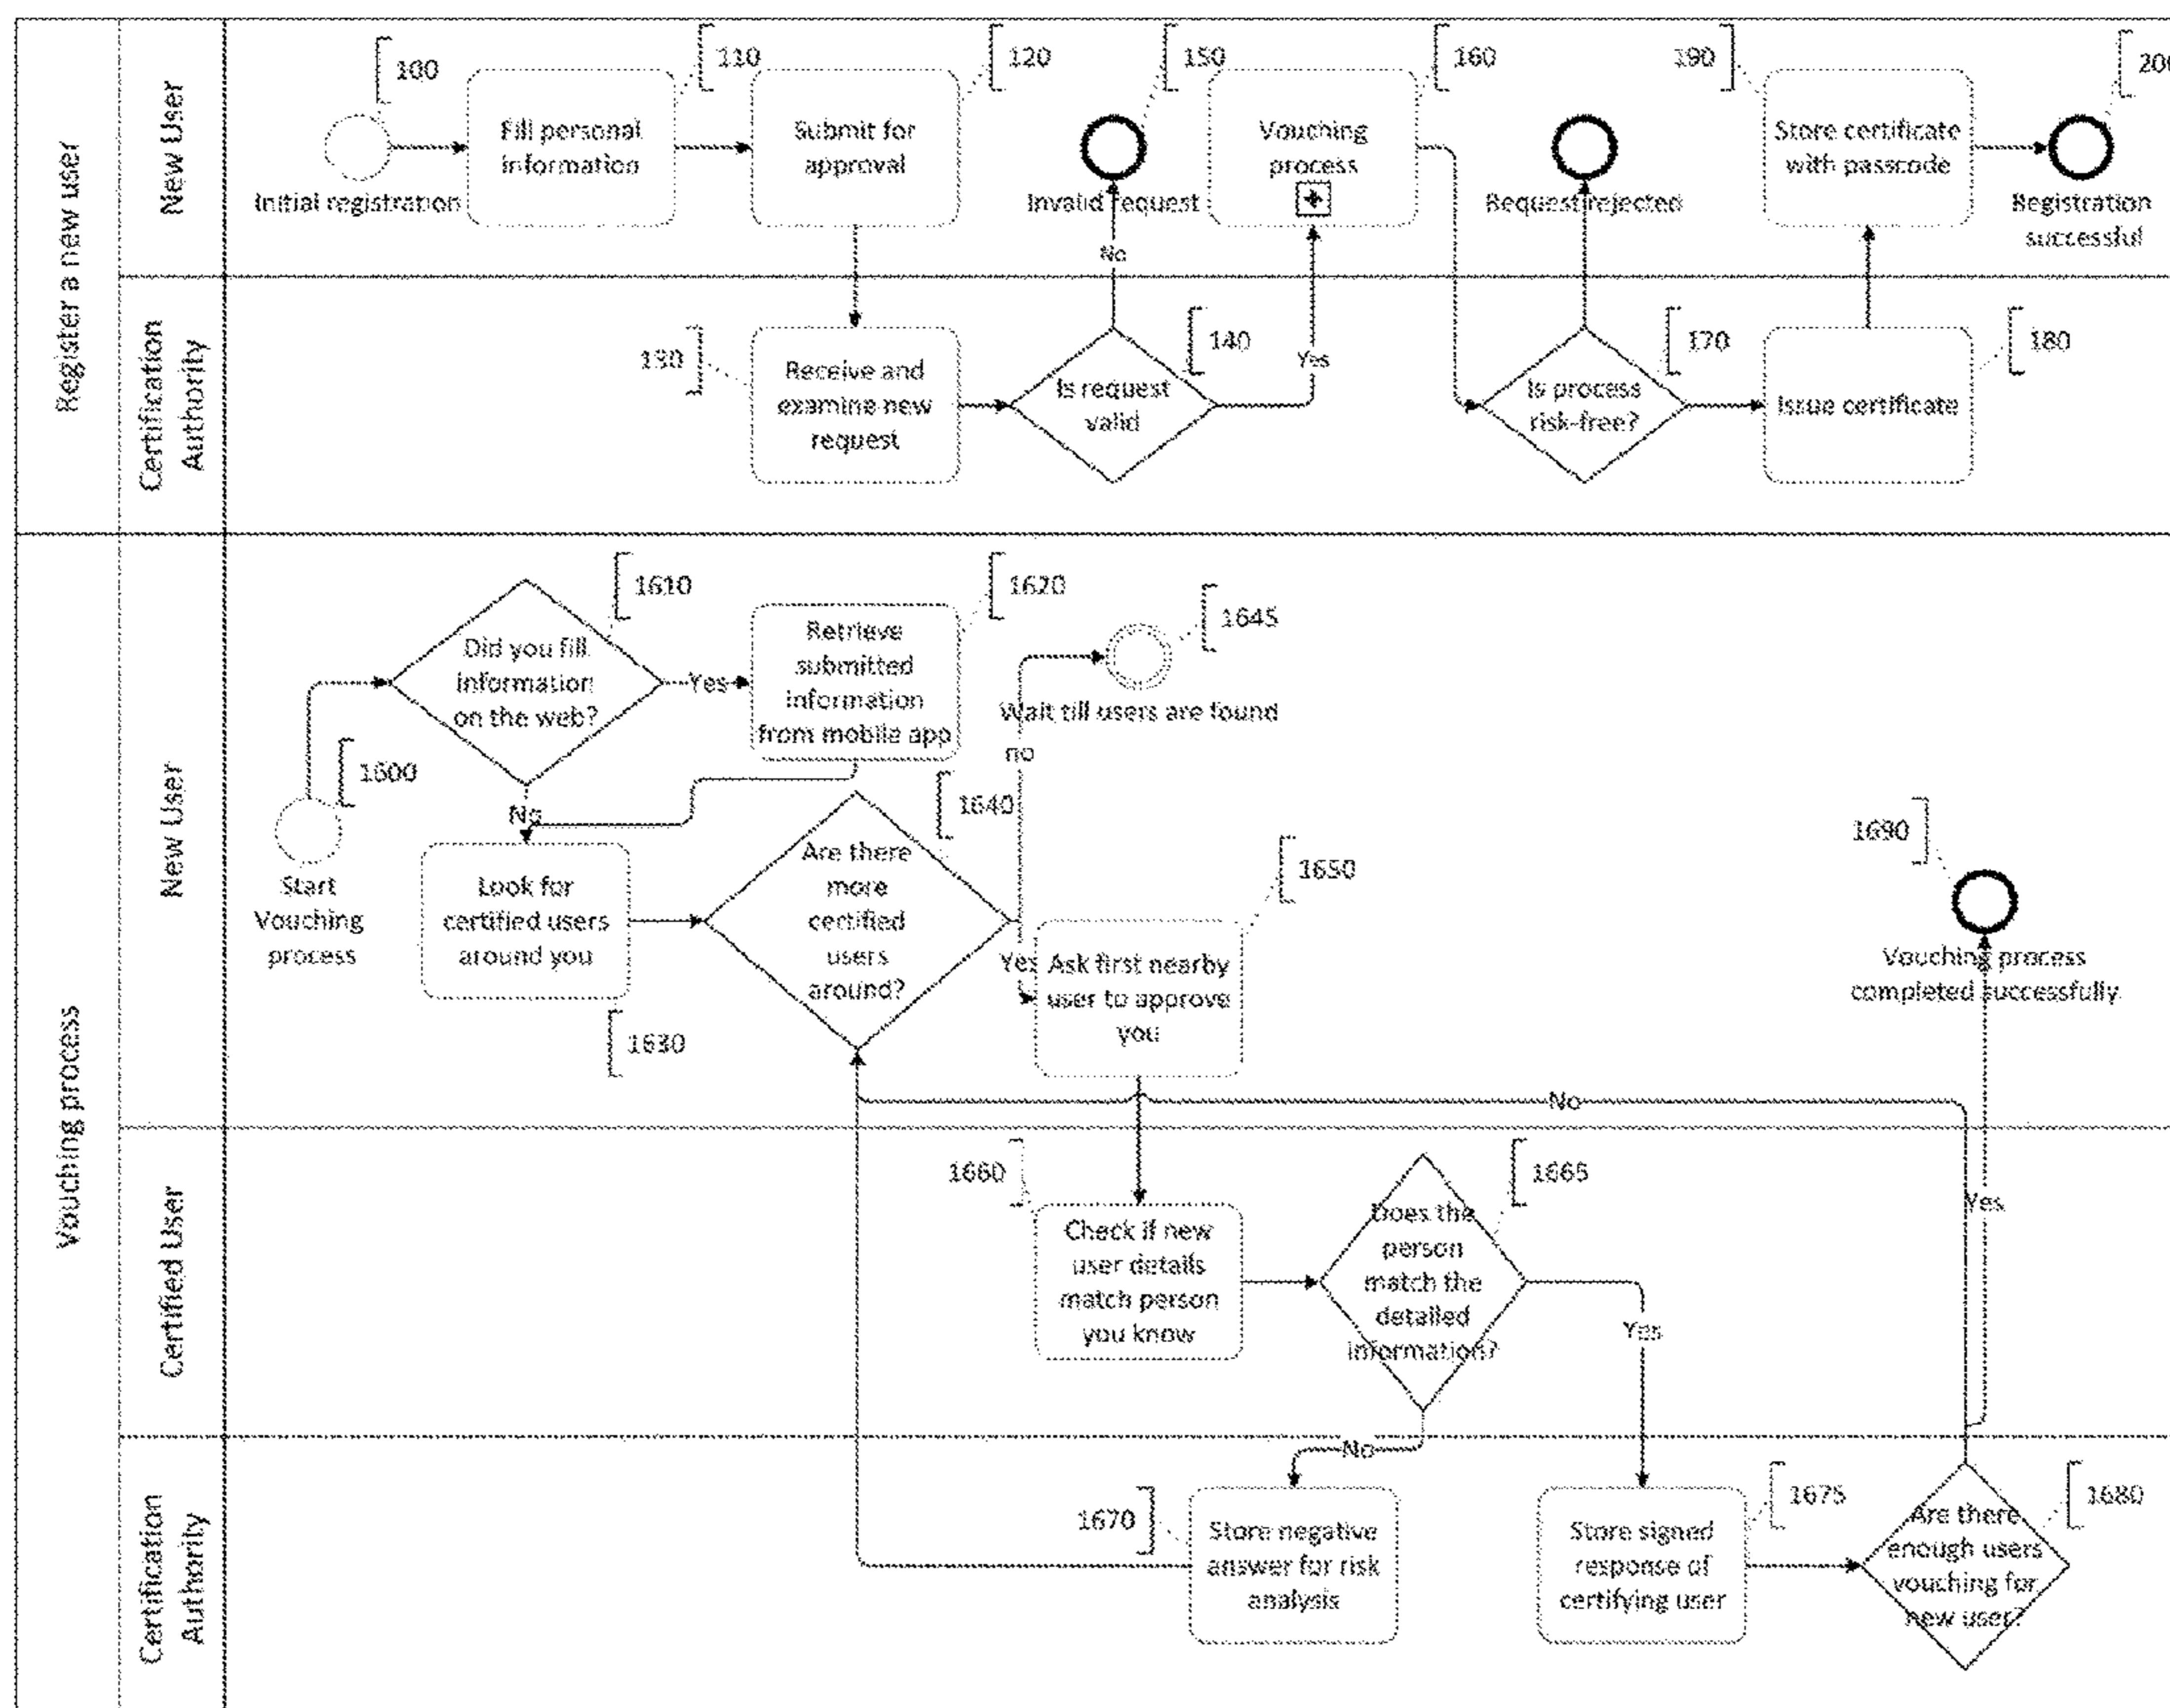 Register a new user
New User
100
110
120
150
160
190
Fill personal
information
Submit for
approval
Vouching
process
Store certificate
with passcode
Initial registration
Invalid request
Request rejected
Registration
successful
No
Certification
Authority
130
140
170
180
Receive and
examine new
request
Is request
valid
Yes
Is process
risk-free?
Issue certificate
Vouching process
New User
1610
1620
1645
Did you fill
information
on the web?
Yes
Retrieve
submitted
information
from mobile app
Wait till users are found
no
1600
No
1640
Start
Vouching
process
Look for
certified users
around you
1630
Are there
more
certified
users
around?
Yes
1650
Ask first nearby
user to approve
you
1690
Vouching process
completed successfully
No
Certified User
1660
1665
Check if new
user details
match person
you know
Does the
person
match the
detailed
information?
Yes
Yes
No
Certification
Authority
1670
Store negative
answer for risk
analysis
1675
Store signed
response of
certifying user
1680
Are there
enough users
vouching for
new user?